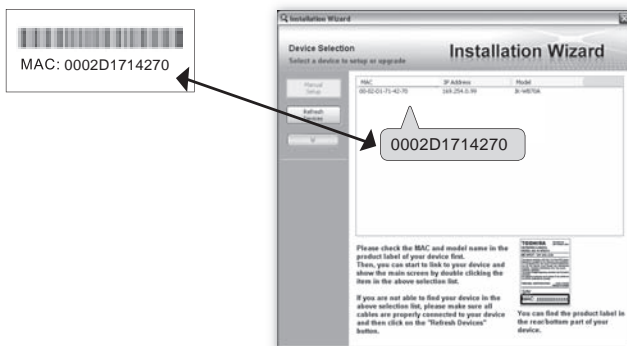 MAC: 0002D1714270
Installation Wizard
Device Selection
Select a device to setup or upgrade
Installation Wizard
Manual
Setup
Refresh
Devices
MAC IP Address Model
00-02-D1-71-42-70 169.254.0.99 IK-WB70A
0002D1714270
Please check the MAC and model name in the
product label of your device first.
Then, you can start to link to your device and
show the main screen by double clicking the
item in the above selection list.
If you are not able to find your device in the
above selection list, please make sure all
cables are properly connected to your device
and then click on the "Refresh Devices"
button.
TOSHIBA
You can find the product label in
the rear/bottom part of your
device.